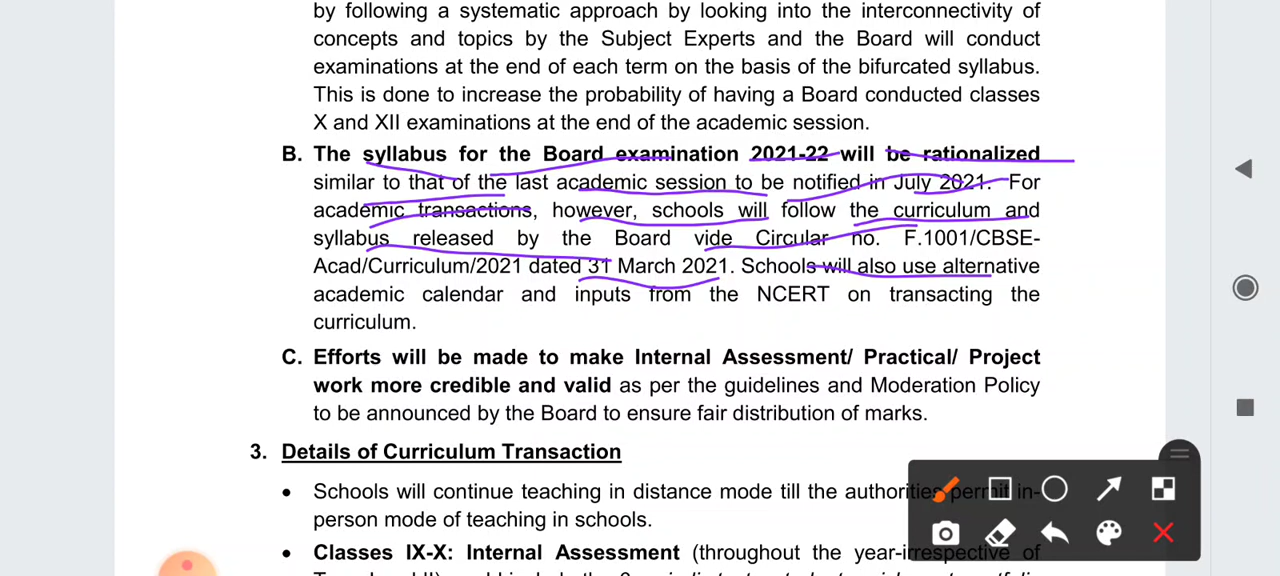 by following a systematic approach by looking into the interconnectivity of
concepts and topics by the Subject Experts and the Board will conduct
examinations at the end of each term on the basis of the bifurcated syllabus.
This is done to increase the probability of having a Board conducted classes
X and XII examinations at the end of the academic session.
B. The syllabus for the Board examination 2021-22 will be rationalized
similar to that of the last academic session to be notified in July 2021. For
academic transactions, however, schools will follow the curriculum and
syllabus released by the Board vide Circular no. F.1001/CBSE-
Acad/Curriculum/2021 dated 31 March 2021. Schools will also use alternative
academic calendar and inputs from the NCERT on transacting the
curriculum.
C. Efforts will be made to make Internal Assessment/ Practical/ Project
work more credible and valid as per the guidelines and Moderation Policy
to be announced by the Board to ensure fair distribution of marks.
3. Details of Curriculum Transaction
• Schools will continue teaching in distance mode till the authorities permit in-
person mode of teaching in schools.
• Classes IX-X: Internal Assessment (throughout the year-irrespective of